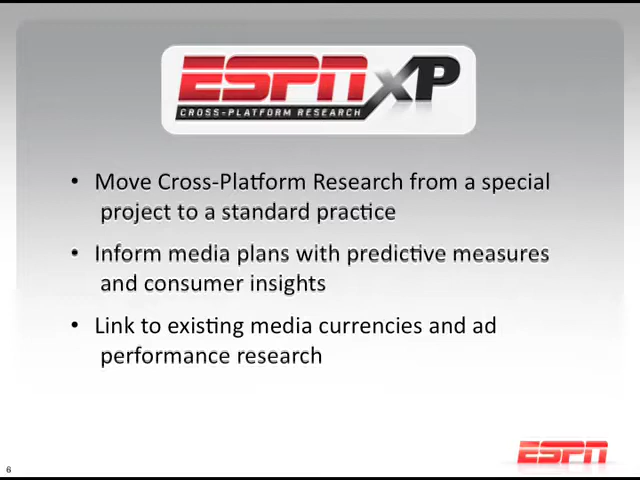 ESPN XP
CROSS-PLATFORM RESEARCH
• Move Cross-Platform Research from a special
project to a standard practice
• Inform media plans with predictive measures
and consumer insights
• Link to existing media currencies and ad
performance research
ESPN
6